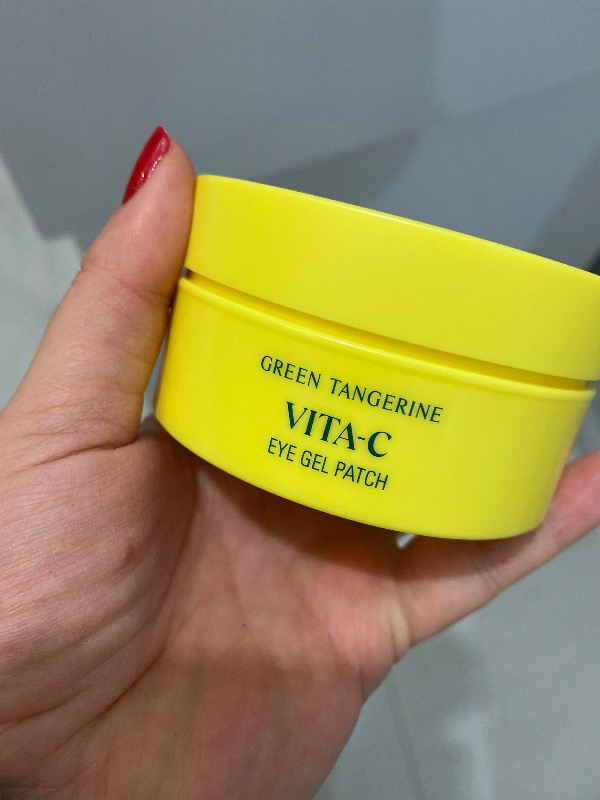 GREEN TANGERINE
VITA-C
EYE GEL PATCH